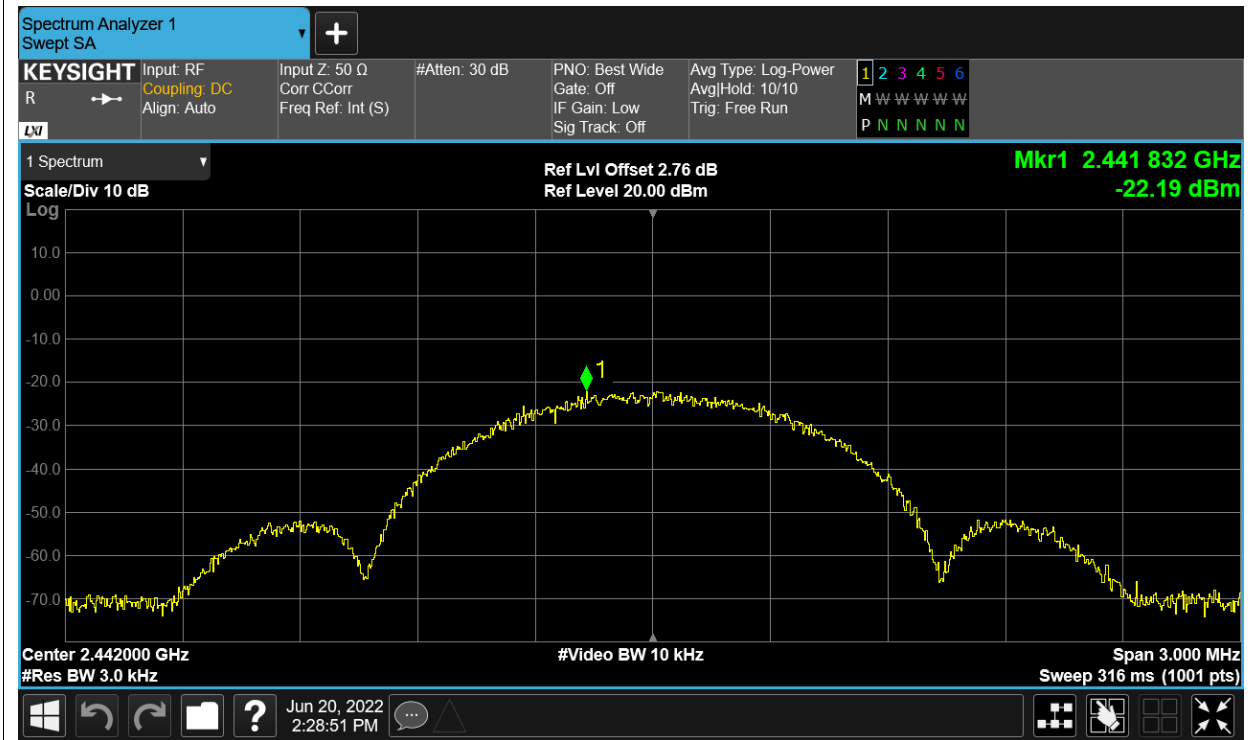 Spectrum Analyzer 1
Swept SA
KEYSIGHT
R
LXI
Input: RF
Coupling: DC
Align: Auto
Input Z: 50 Ω
Corr CCorr
Freq Ref: Int (S)
#Atten: 30 dB
PNO: Best Wide
Gate: Off
IF Gain: Low
Sig Track: Off
Avg Type: Log-Power
Avg|Hold: 10/10
Trig: Free Run
1 2 3 4 5 6
M W W W W W
P N N N N N N
1 Spectrum
Scale/Div 10 dB
Log
Ref Lvl Offset 2.76 dB
Ref Level 20.00 dBm
Mkr1 2.441 832 GHz
-22.19 dBm
10.0
0.00
-10.0
-20.0
-30.0
-40.0
-50.0
-60.0
-70.0
1
Center 2.442000 GHz
#Res BW 3.0 kHz
#Video BW 10 kHz
Span 3.000 MHz
Sweep 316 ms (1001 pts)
?
Jun 20, 2022
2:28:51 PM